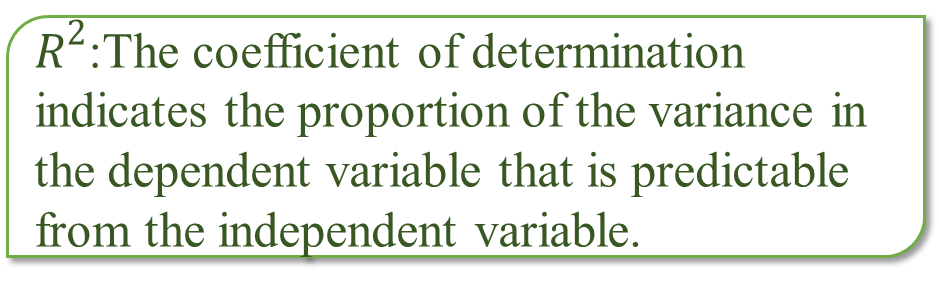 R²:The coefficient of determination
indicates the proportion of the variance in
the dependent variable that is predictable
from the independent variable.